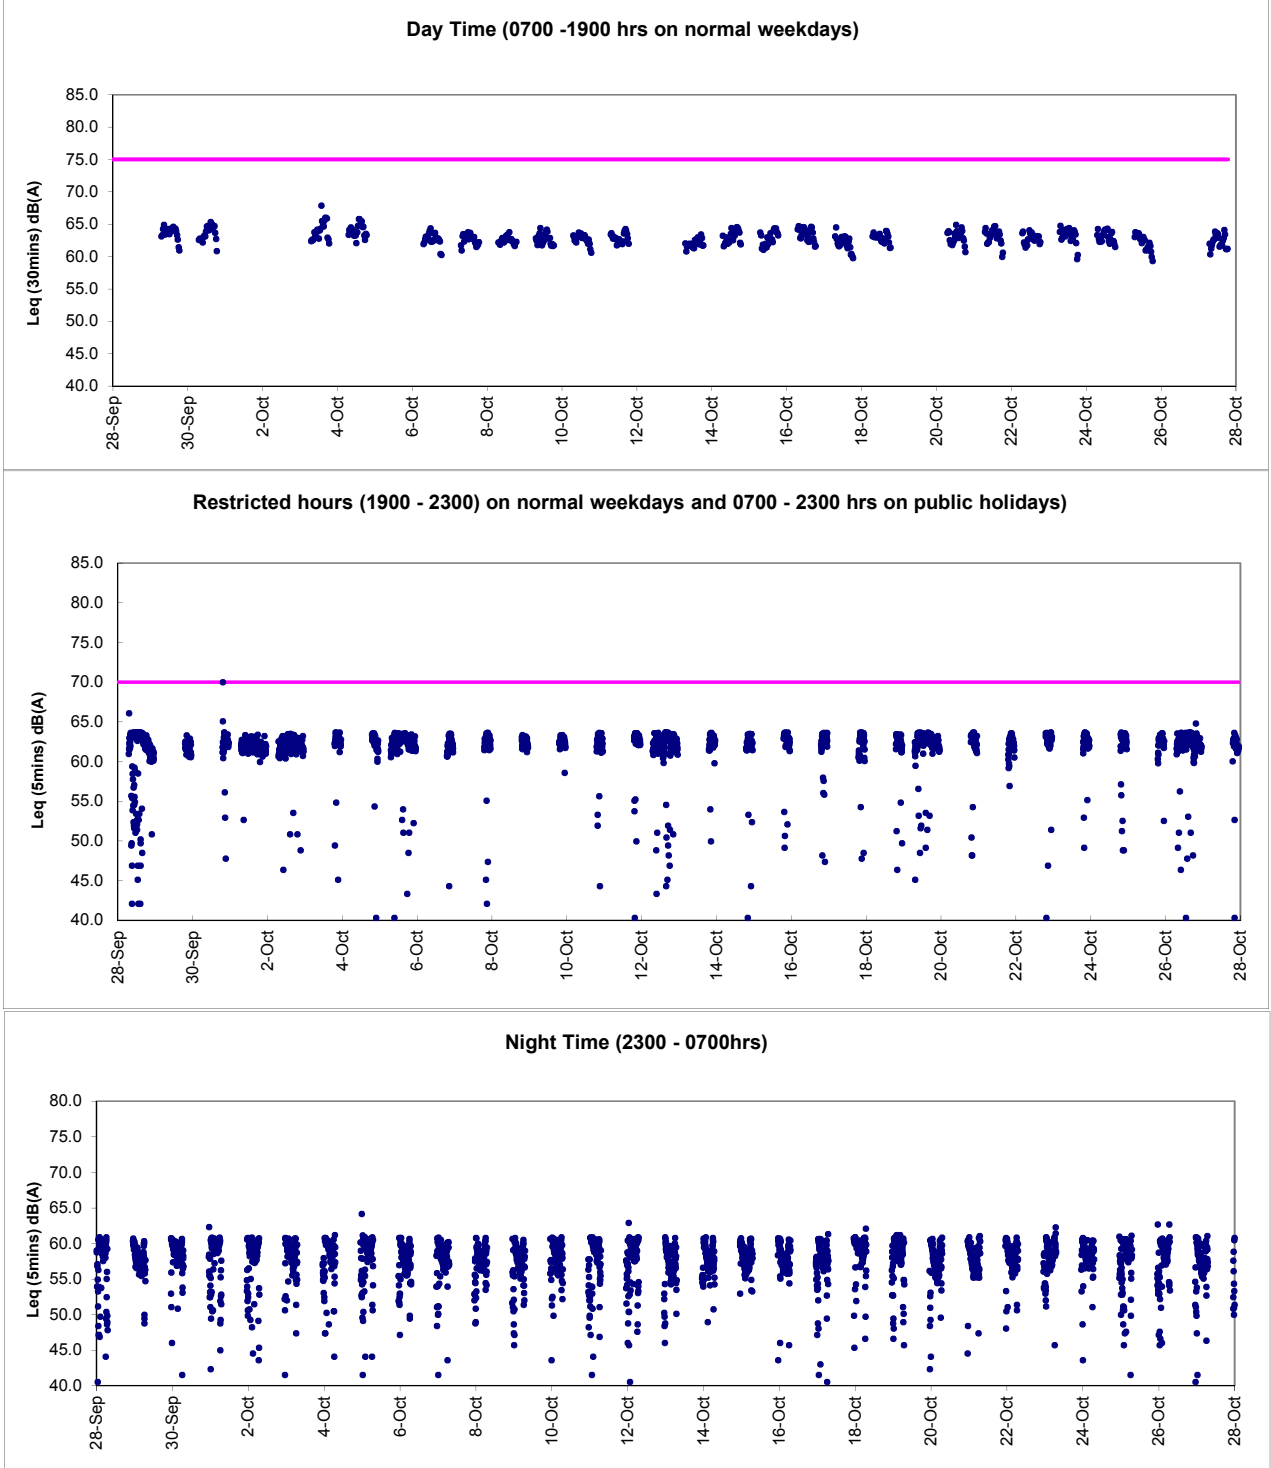 Day Time (0700 -1900 hrs on normal weekdays)
Leq (30mins) dB(A)
85.0
80.0
75.0
70.0
65.0
60.0
55.0
50.0
45.0
40.0
28-Sep
30-Sep
2-Oct
4-Oct
6-Oct
8-Oct
10-Oct
12-Oct
14-Oct
16-Oct
18-Oct
20-Oct
22-Oct
24-Oct
26-Oct
28-Oct
Restricted hours (1900 - 2300) on normal weekdays and 0700 - 2300 hrs on public holidays)
Leq (5mins) dB(A)
85.0
80.0
75.0
70.0
65.0
60.0
55.0
50.0
45.0
40.0
28-Sep
30-Sep
2-Oct
4-Oct
6-Oct
8-Oct
10-Oct
12-Oct
14-Oct
16-Oct
18-Oct
20-Oct
22-Oct
24-Oct
26-Oct
28-Oct
Night Time (2300 - 0700hrs)
Leq (5mins) dB(A)
80.0
75.0
70.0
65.0
60.0
55.0
50.0
45.0
40.0
28-Sep
30-Sep
2-Oct
4-Oct
6-Oct
8-Oct
10-Oct
12-Oct
14-Oct
16-Oct
18-Oct
20-Oct
22-Oct
24-Oct
26-Oct
28-Oct